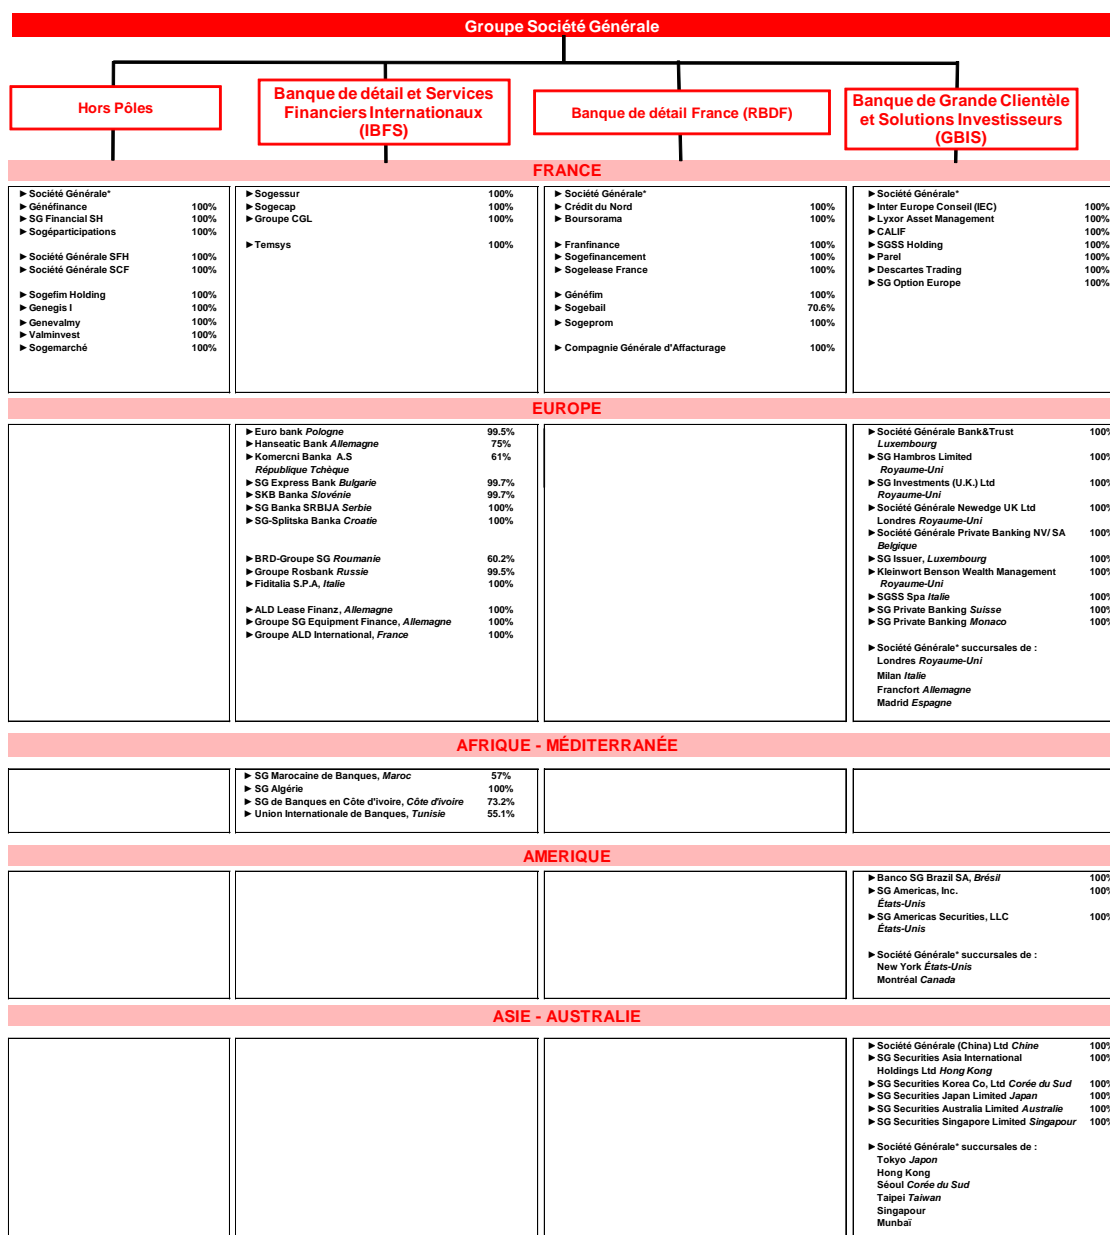 Groupe Société Générale
Hors Pôles
Banque de détail et Services
Financiers Internationaux
(IBFS)
Banque de détail France (RBDF)
Banque de Grande Clientèle
et Solutions Investisseurs
(GBIS)
FRANCE
► Société Générale*
► Généfinance 100%
► SG Financial SH 100%
► Sogéparticipations 100%
► Société Générale SFH 100%
► Société Générale SCF 100%
► Sogefim Holding 100%
► Genegis I 100%
► Genevalmy 100%
► Valminvest 100%
► Sogemarché 100%
► Sogessur 100%
► Sogecap 100%
► Groupe CGL 100%
► Temsys 100%
► Société Générale*
► Crédit du Nord 100%
► Boursorama 100%
► Franfinance 100%
► Sogefinancement 100%
► Sogelease France 100%
► Généfim 100%
► Sogebail 70.6%
► Sogeprom 100%
► Compagnie Générale d'Affacturage 100%
► Société Générale*
► Inter Europe Conseil (IEC) 100%
► Lyxor Asset Management 100%
► CALIF 100%
► SGSS Holding 100%
► Parel 100%
► Descartes Trading 100%
► SG Option Europe 100%
EUROPE
► Euro bank Pologne 99.5%
► Hanseatic Bank Allemagne 75%
► Komercni Banka A.S 61%
République Tchèque
► SG Express Bank Bulgarie 99.7%
► SKB Banka Slovénie 99.7%
► SG Banka SRBIJA Serbie 100%
► SG-Splitska Banka Croatie 100%
► BRD-Groupe SG Roumanie 60.2%
► Groupe Rosbank Russie 99.5%
► Fiditalia S.P.A, Italie 100%
► ALD Lease Finanz, Allemagne 100%
► Groupe SG Equipment Finance, Allemagne 100%
► Groupe ALD International, France 100%
► Société Générale Bank&Trust 100%
Luxembourg
► SG Hambros Limited 100%
Royaume-Uni
► SG Investments (U.K.) Ltd 100%
Royaume-Uni
► Société Générale Newedge UK Ltd 100%
Londres Royaume-Uni
► Société Générale Private Banking NV/ SA 100%
Belgique
► SG Issuer, Luxembourg 100%
► Kleinwort Benson Wealth Management 100%
Royaume-Uni
► SGSS Spa Italie 100%
► SG Private Banking Suisse 100%
► SG Private Banking Monaco 100%
► Société Générale* succursales de :
Londres Royaume-Uni
Milan Italie
Francfort Allemagne
Madrid Espagne
AFRIQUE - MÉDITERRANÉE
► SG Marocaine de Banques, Maroc 57%
► SG Algérie 100%
► SG de Banques en Côte d'ivoire, Côte d'ivoire 73.2%
► Union Internationale de Banques, Tunisie 55.1%
AMERIQUE
► Banco SG Brazil SA, Brésil 100%
► SG Americas, Inc. 100%
États-Unis
► SG Americas Securities, LLC 100%
États-Unis
► Société Générale* succursales de :
New York États-Unis
Montréal Canada
ASIE - AUSTRALIE
► Société Générale (China) Ltd Chine 100%
► SG Securities Asia International 100%
Holdings Ltd Hong Kong
► SG Securities Korea Co, Ltd Corée du Sud 100%
► SG Securities Japan Limited Japan 100%
► SG Securities Australia Limited Australie 100%
► SG Securities Singapore Limited Singapour 100%
► Société Générale* succursales de :
Tokyo Japon
Hong Kong
Séoul Corée du Sud
Taipei Taiwan
Singapour
Munbaï